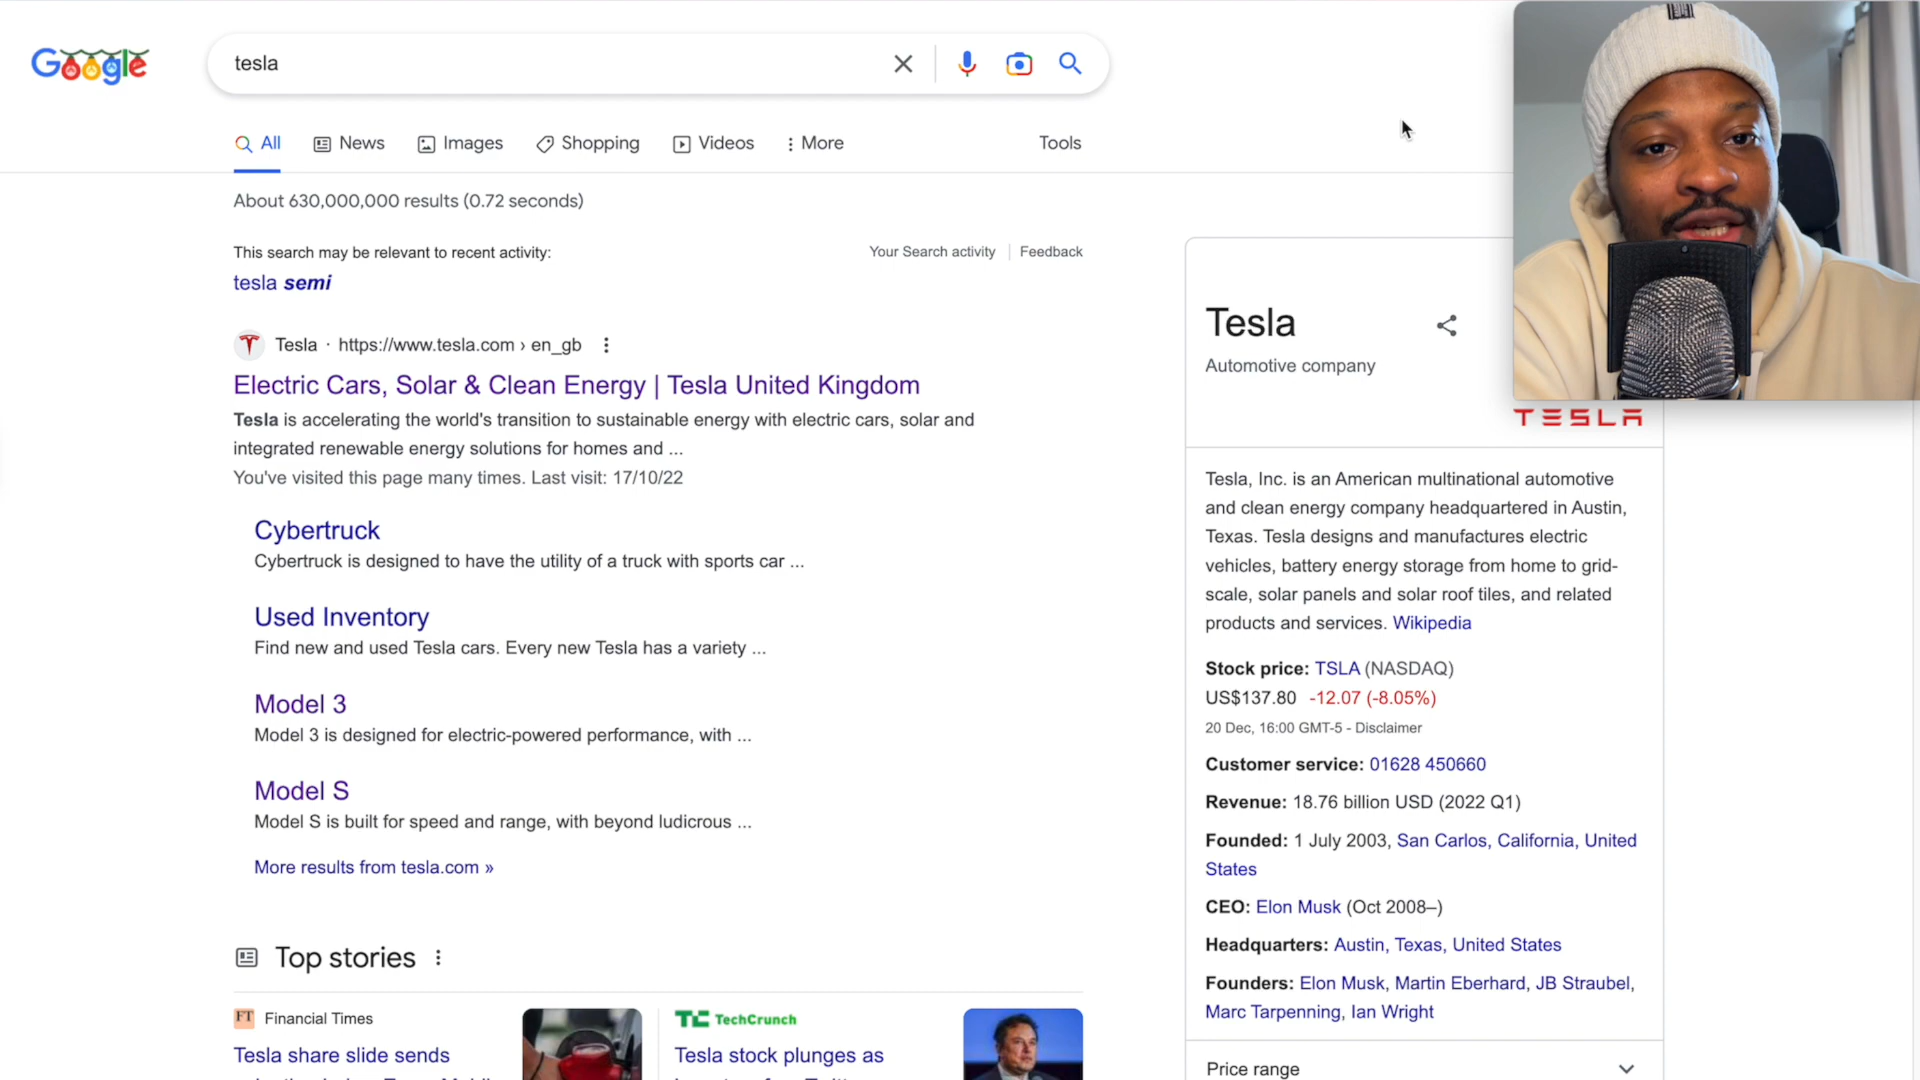 Google
tesla
All
News
Images
Shopping
Videos
More
Tools
About 630,000,000 results (0.72 seconds)
This search may be relevant to recent activity:
Your Search activity
Feedback
tesla semi
Tesla · https://www.tesla.com › en_gb
Electric Cars, Solar & Clean Energy | Tesla United Kingdom
Tesla is accelerating the world's transition to sustainable energy with electric cars, solar and
integrated renewable energy solutions for homes and ...
You've visited this page many times. Last visit: 17/10/22
Cybertruck
Cybertruck is designed to have the utility of a truck with sports car ...
Used Inventory
Find new and used Tesla cars. Every new Tesla has a variety ...
Model 3
Model 3 is designed for electric-powered performance, with ...
Model S
Model S is built for speed and range, with beyond ludicrous ...
More results from tesla.com »
Top stories
FT Financial Times
Tesla share slide sends
TC TechCrunch
Tesla stock plunges as
Tesla
Automotive company
TESLA
Tesla, Inc. is an American multinational automotive
and clean energy company headquartered in Austin,
Texas. Tesla designs and manufactures electric
vehicles, battery energy storage from home to grid-
scale, solar panels and solar roof tiles, and related
products and services. Wikipedia
Stock price: TSLA (NASDAQ)
US$137.80 -12.07 (-8.05%)
20 Dec, 16:00 GMT-5 - Disclaimer
Customer service: 01628 450660
Revenue: 18.76 billion USD (2022 Q1)
Founded: 1 July 2003, San Carlos, California, United
States
CEO: Elon Musk (Oct 2008–)
Headquarters: Austin, Texas, United States
Founders: Elon Musk, Martin Eberhard, JB Straubel,
Marc Tarpenning, Ian Wright
Price range